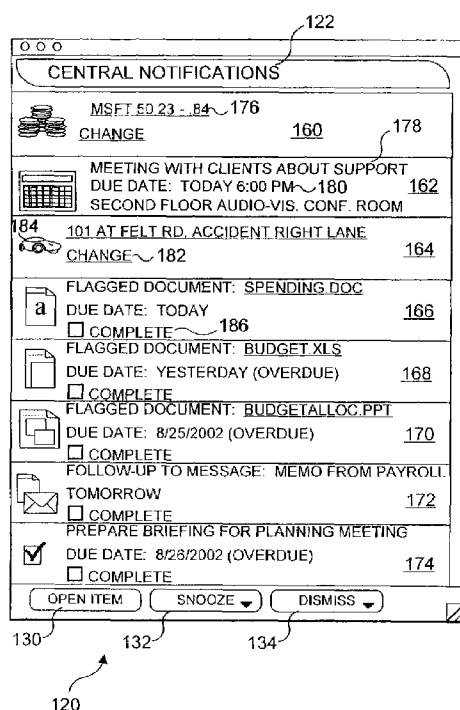 122
CENTRAL NOTIFICATIONS
MSFT 50.23 - .84 176
CHANGE 160
178
MEETING WITH CLIENTS ABOUT SUPPORT
DUE DATE: TODAY 6:00 PM 180 162
SECOND FLOOR AUDIO-VIS. CONF. ROOM
184
101 AT FELT RD, ACCIDENT RIGHT LANE
CHANGE 182 164
FLAGGED DOCUMENT: SPENDING.DOC
a
DUE DATE: TODAY 166
COMPLETE 186
FLAGGED DOCUMENT: BUDGET.XLS
DUE DATE: YESTERDAY (OVERDUE) 168
COMPLETE
FLAGGED DOCUMENT: BUDGETALLOC.PPT
DUE DATE: 8/25/2002 (OVERDUE) 170
COMPLETE
FOLLOW-UP TO MESSAGE: MEMO FROM PAYROLL
TOMORROW 172
COMPLETE
PREPARE BRIEFING FOR PLANNING MEETING
DUE DATE: 8/26/2002 (OVERDUE) 174
COMPLETE
OPEN ITEM SNOOZE DISMISS
130 132 134
120